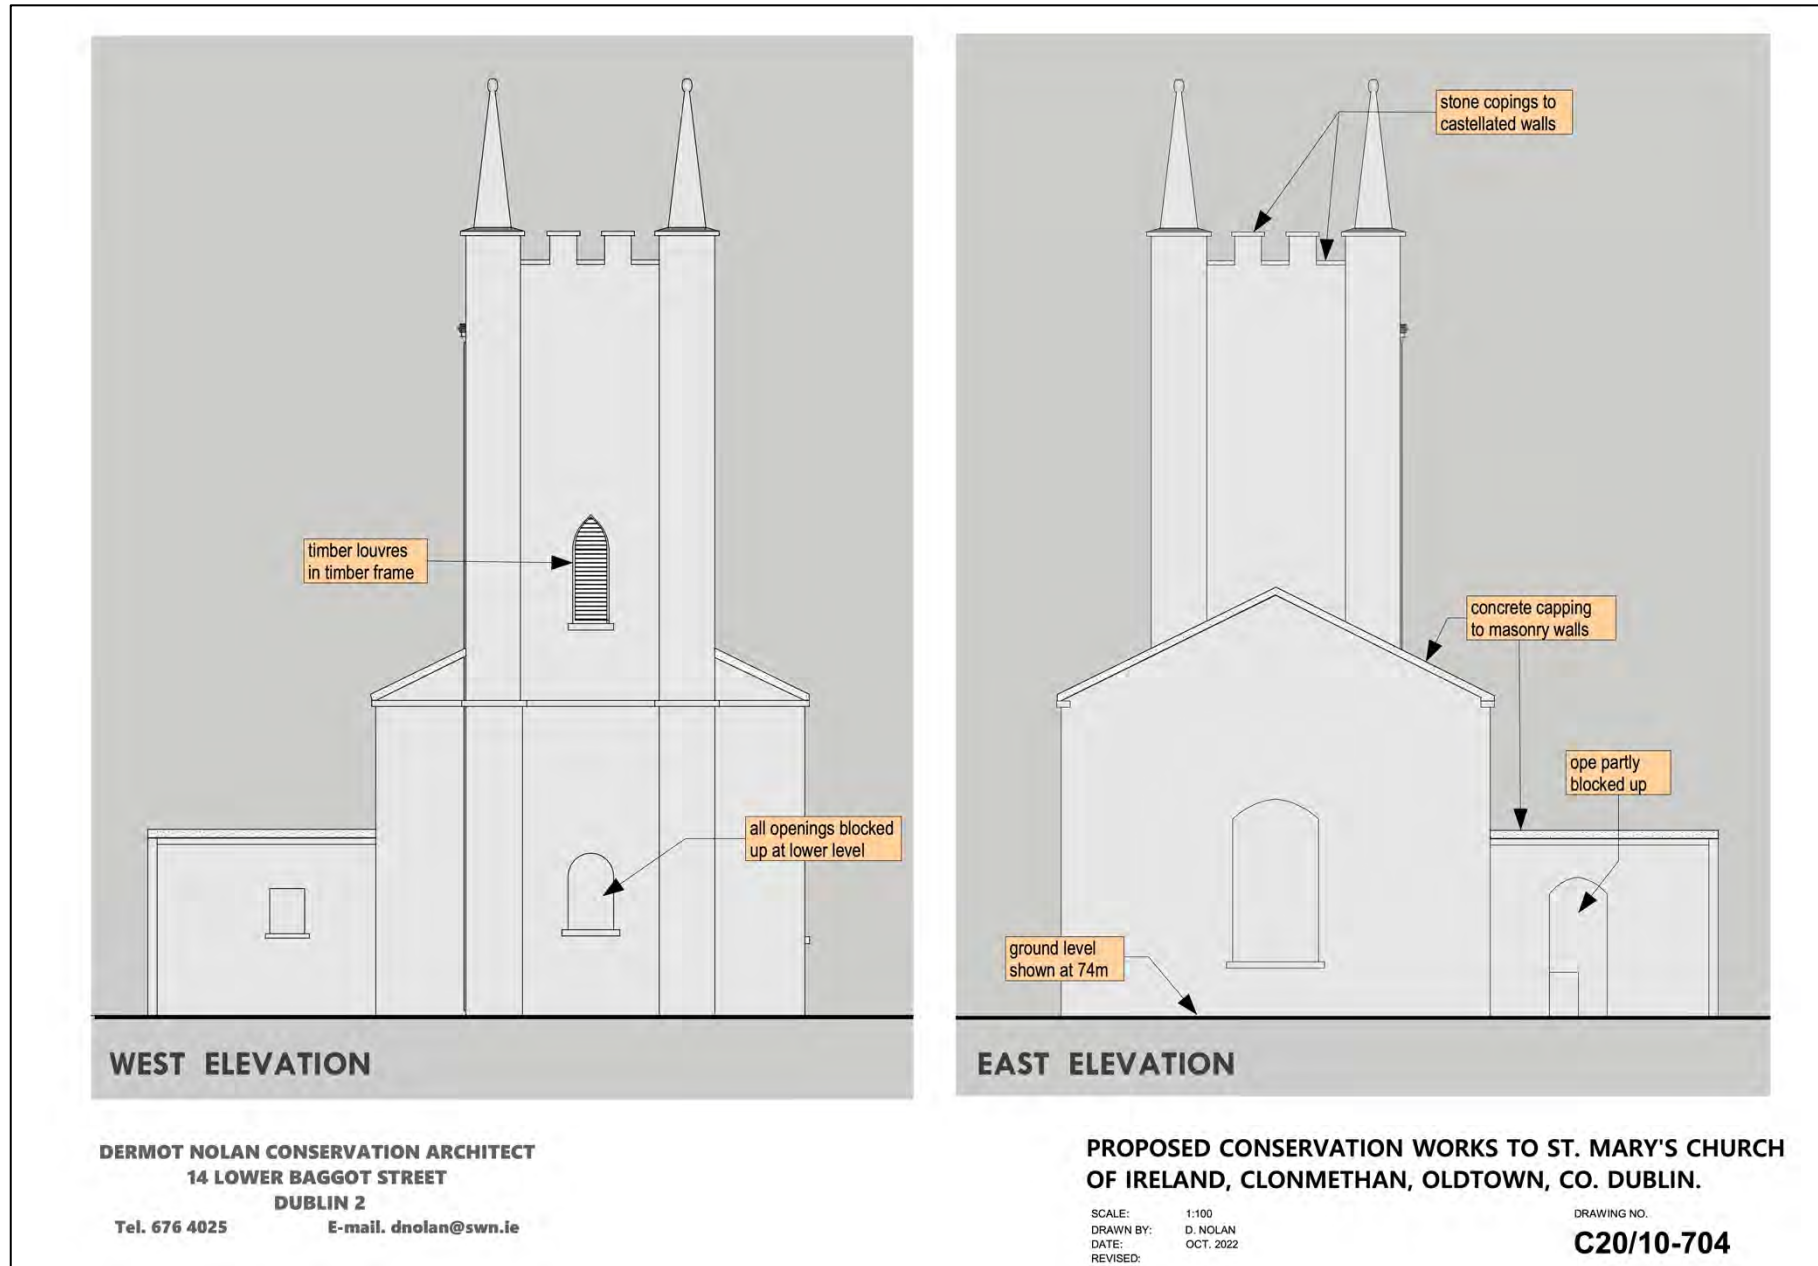 stone copings to
castellated walls
timber louvres
in timber frame
concrete capping
to masonry walls
ope partly
blocked up
all openings blocked
up at lower level
ground level
shown at 74m
WEST ELEVATION
EAST ELEVATION
DERMOT NOLAN CONSERVATION ARCHITECT
14 LOWER BAGGOT STREET
DUBLIN 2
Tel. 676 4025 E-mail. dnolan@swn.ie
PROPOSED CONSERVATION WORKS TO ST. MARY'S CHURCH
OF IRELAND, CLONMETHAN, OLDTOWN, CO. DUBLIN.
SCALE: 1:100
DRAWN BY: D. NOLAN
DATE: OCT. 2022
REVISED:
DRAWING NO.
C20/10-704